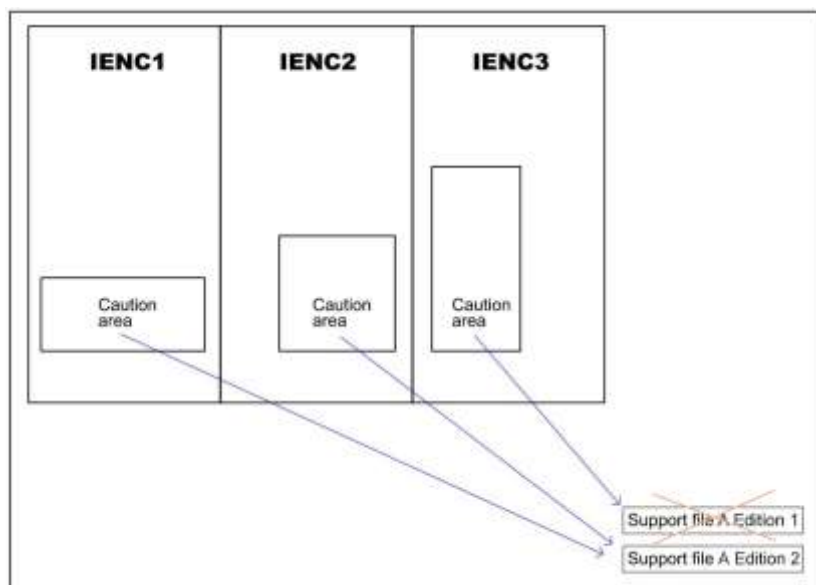 IENC1
IENC2
IENC3
Caution
area
Caution
area
Caution
area
Support file A Edition 1
Support file A Edition 2